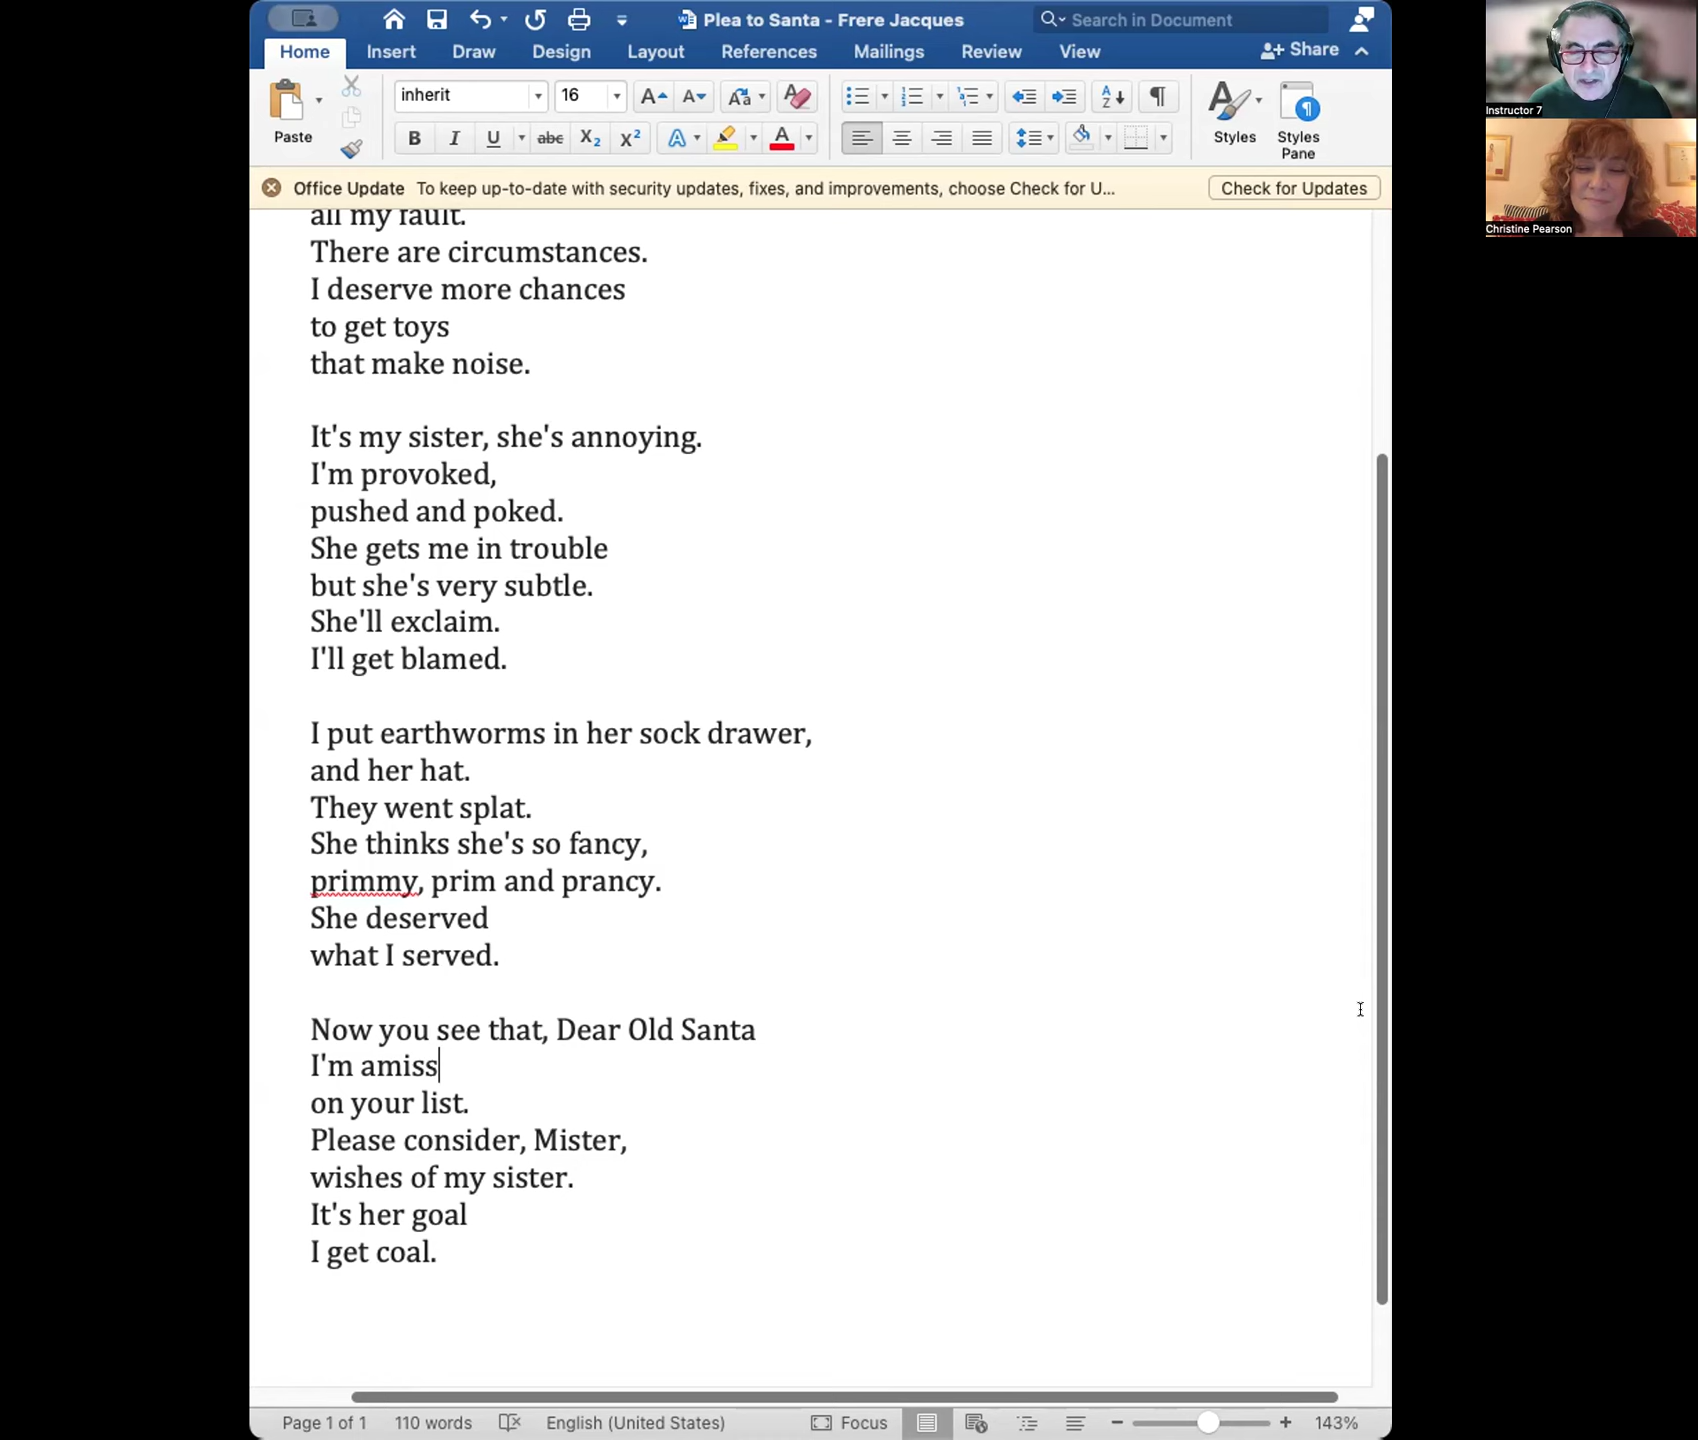 Plea to Santa - Frere Jacques
Search in Document
Home Insert Draw Design Layout References Mailings Review View Share
Paste
inherit 16
Styles
Styles Pane
Office Update To keep up-to-date with security updates, fixes, and improvements, choose Check for U... Check for Updates
all my fault.
There are circumstances.
I deserve more chances
to get toys
that make noise.
It's my sister, she's annoying.
I'm provoked,
pushed and poked.
She gets me in trouble
but she's very subtle.
She'll exclaim.
I'll get blamed.
I put earthworms in her sock drawer,
and her hat.
They went splat.
She thinks she's so fancy,
primmy, prim and prancy.
She deserved
what I served.
Now you see that, Dear Old Santa
I'm amiss
on your list.
Please consider, Mister,
wishes of my sister.
It's her goal
I get coal.
Page 1 of 1 110 words English (United States) Focus 143%
Instructor 7
Christine Pearson